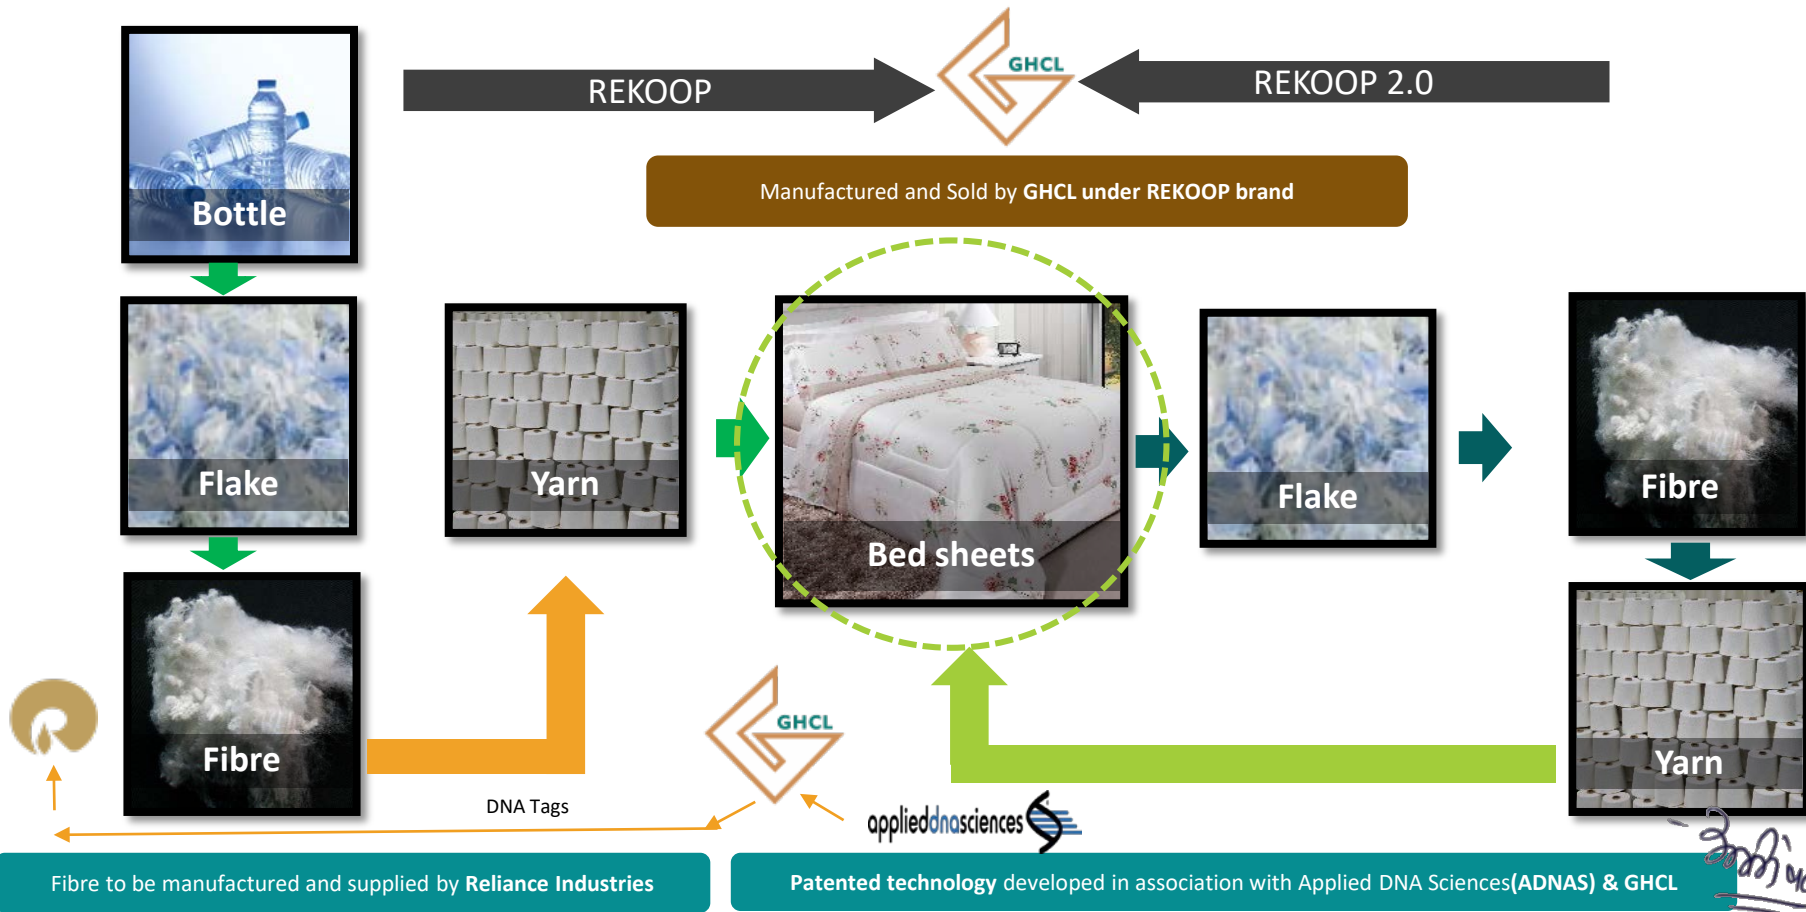 REKOOP
GHCL
REKOOP 2.0
Manufactured and Sold by GHCL under REKOOP brand
Bottle
Flake
Yarn
Bed sheets
Flake
Fibre
Fibre
Yarn
GHCL
DNA Tags
applieddnasciences
Fibre to be manufactured and supplied by Reliance Industries
Patented technology developed in association with Applied DNA Sciences(ADNAS) & GHCL